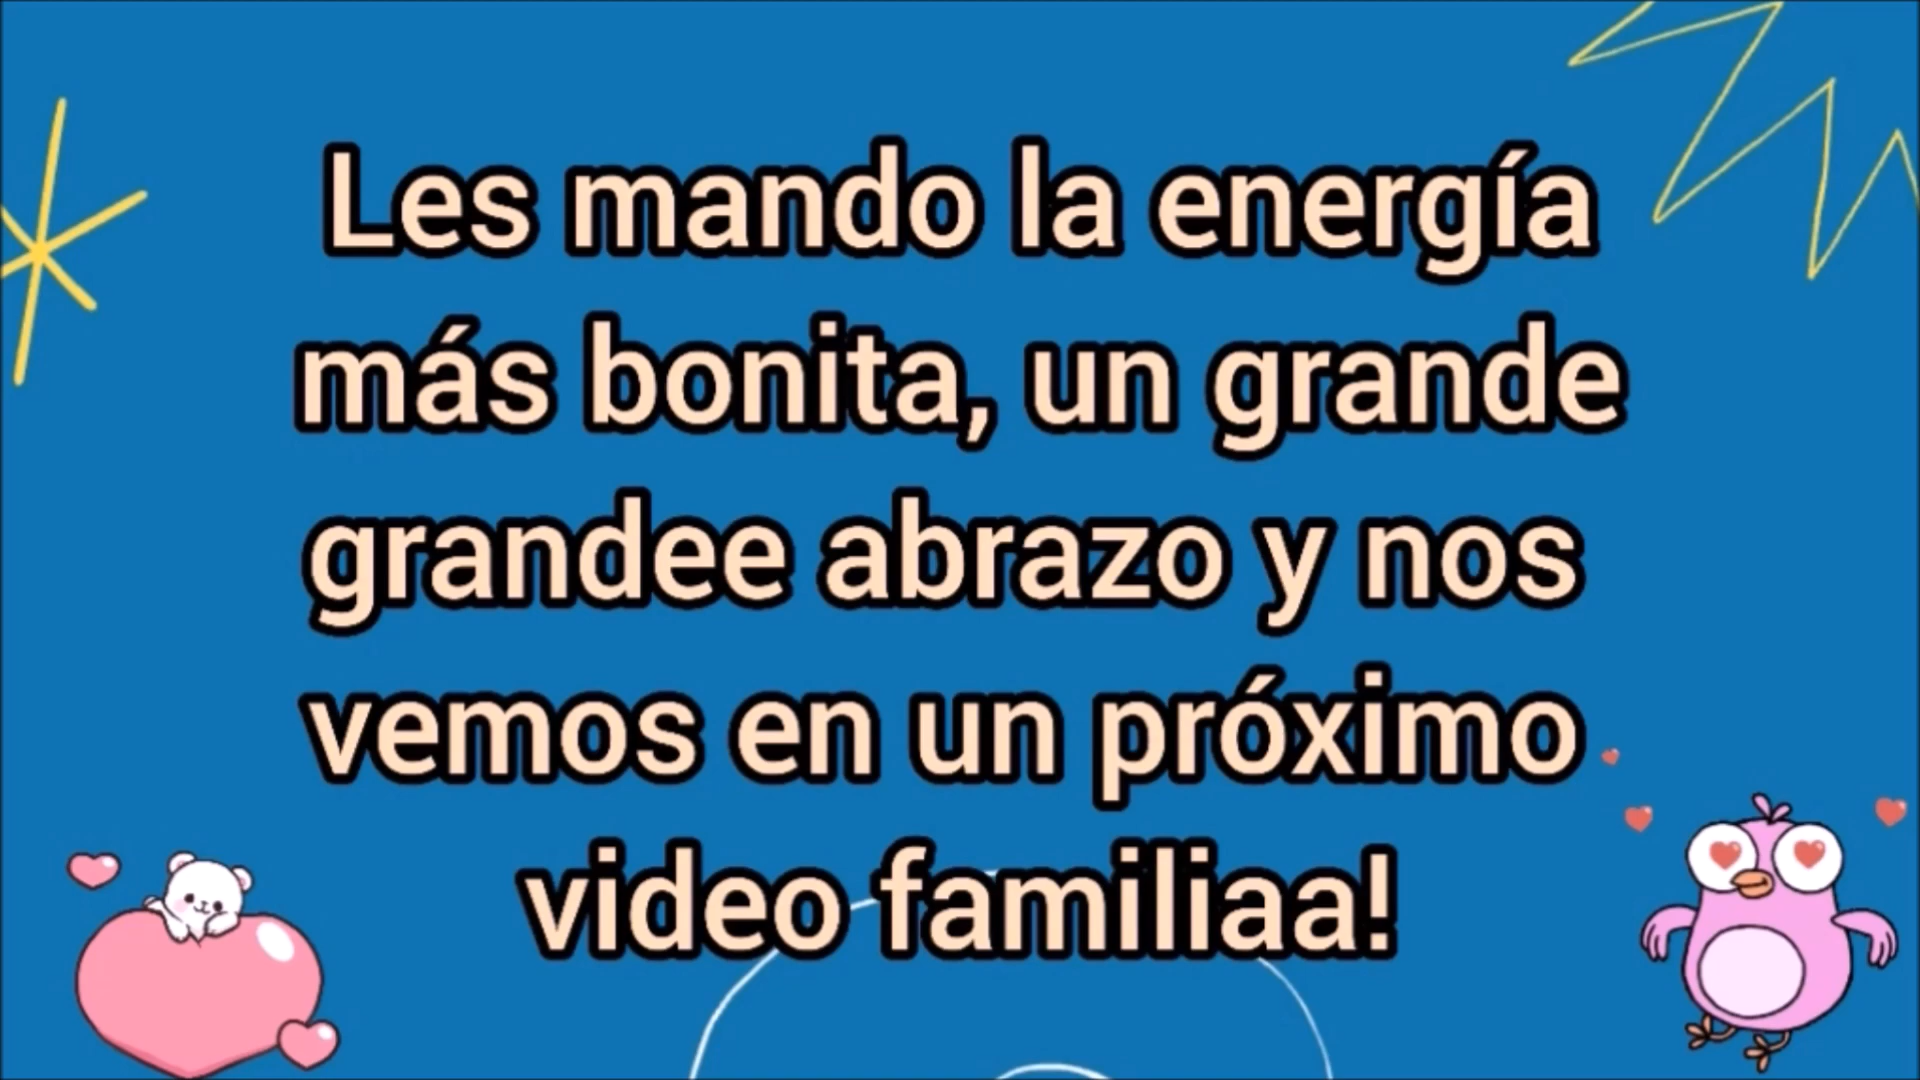 Les mando la energía
más bonita, un grande
grandee abrazo y nos
vemos en un próximo
video familiaa!